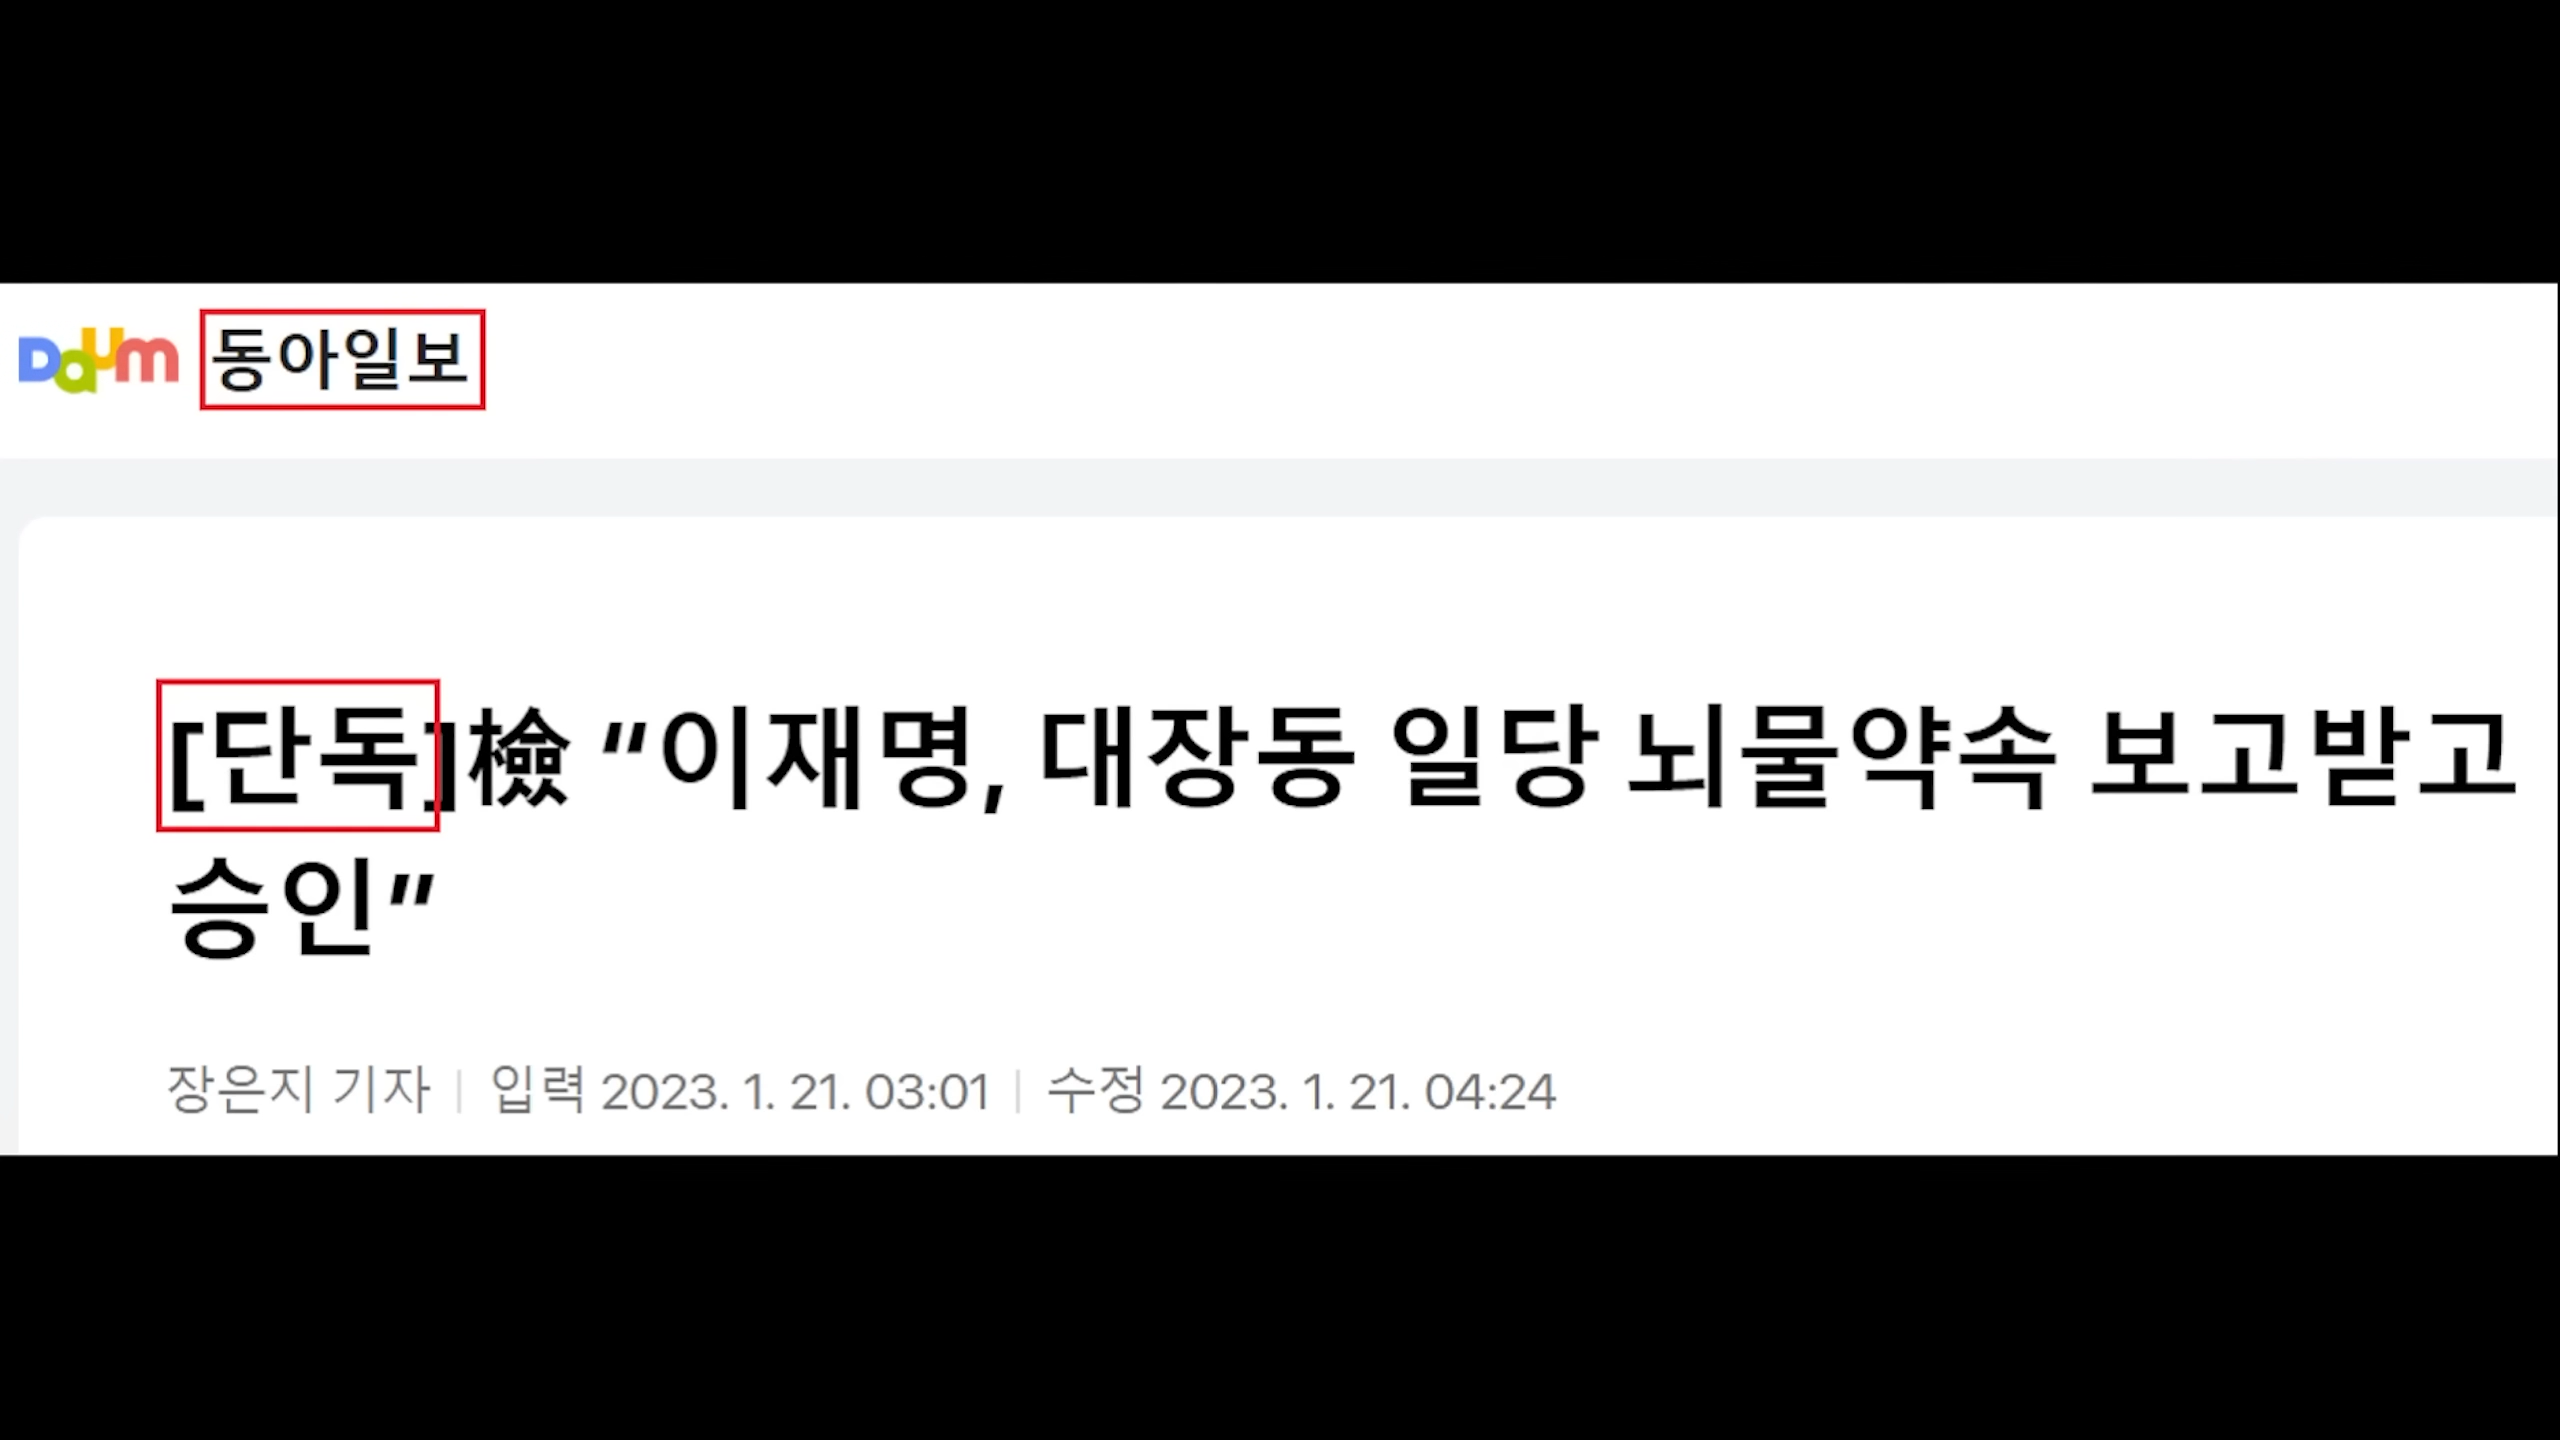 Daum 동아일보
[단독]檢 “이재명, 대장동 일당 뇌물약속 보고받고
승인”
장은지 기자 | 입력 2023. 1. 21. 03:01 | 수정 2023. 1. 21. 04:24